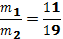 m₁/m₂ = 11/19